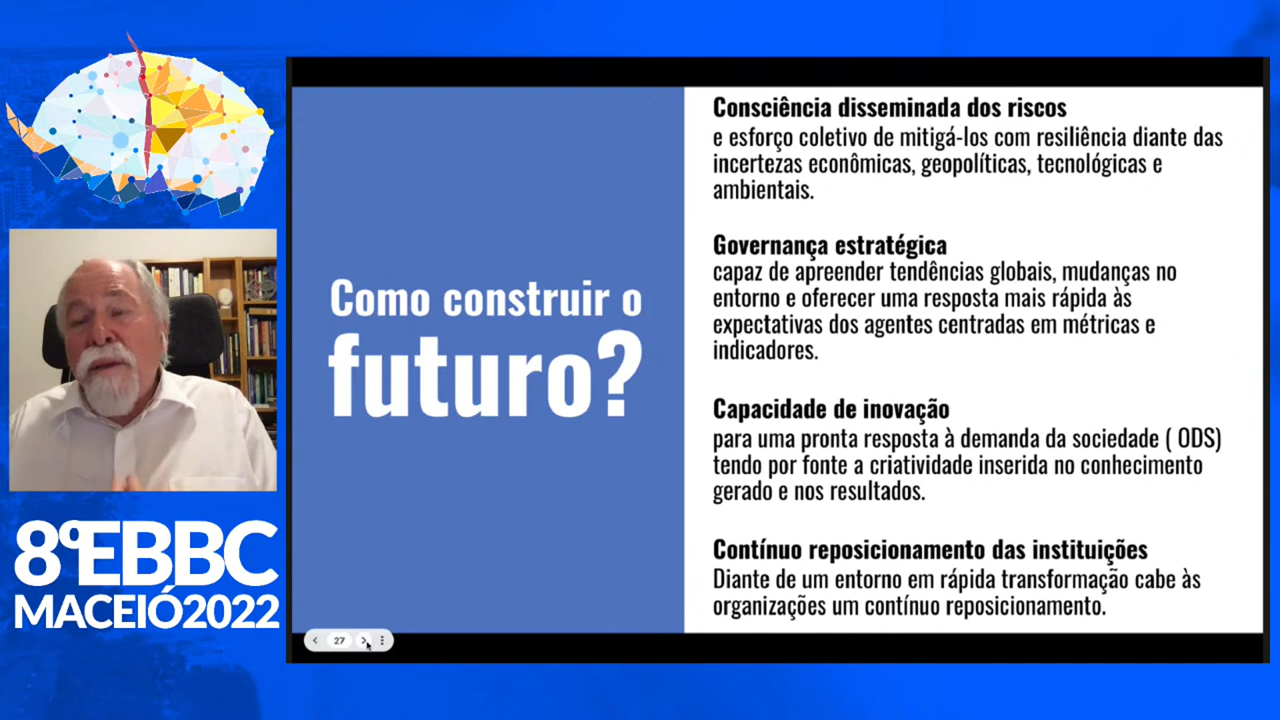 8ºEBBC
MACEIÓ2022
Como construir o
futuro?
Consciência disseminada dos riscos
e esforço coletivo de mitigá-los com resiliência diante das
incertezas econômicas, geopolíticas, tecnológicas e
ambientais.
Governança estratégica
capaz de apreender tendências globais, mudanças no
entorno e oferecer uma resposta mais rápida às
expectativas dos agentes centradas em métricas e
indicadores.
Capacidade de inovação
para uma pronta resposta à demanda da sociedade ( ODS)
tendo por fonte a criatividade inserida no conhecimento
gerado e nos resultados.
Contínuo reposicionamento das instituições
Diante de um entorno em rápida transformação cabe às
organizações um contínuo reposicionamento.
27